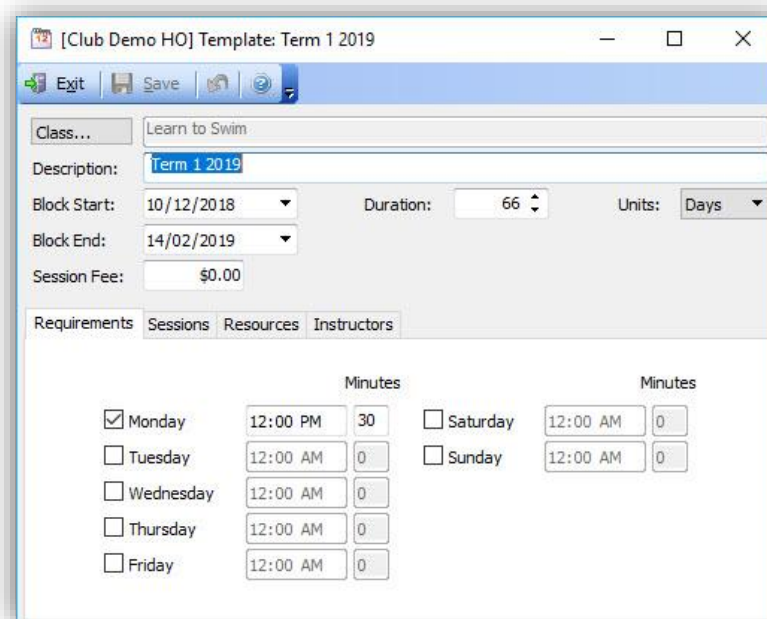 [Club Demo HO] Template: Term 1 2019
Exit Save
Class... Learn to Swim
Description: Term 1 2019
Block Start: 10/12/2018 Duration: 66 Units: Days
Block End: 14/02/2019
Session Fee: $0.00
Requirements Sessions Resources Instructors
Minutes Minutes
Monday 12:00 PM 30 Saturday 12:00 AM 0
Tuesday 12:00 AM 0 Sunday 12:00 AM 0
Wednesday 12:00 AM 0
Thursday 12:00 AM 0
Friday 12:00 AM 0